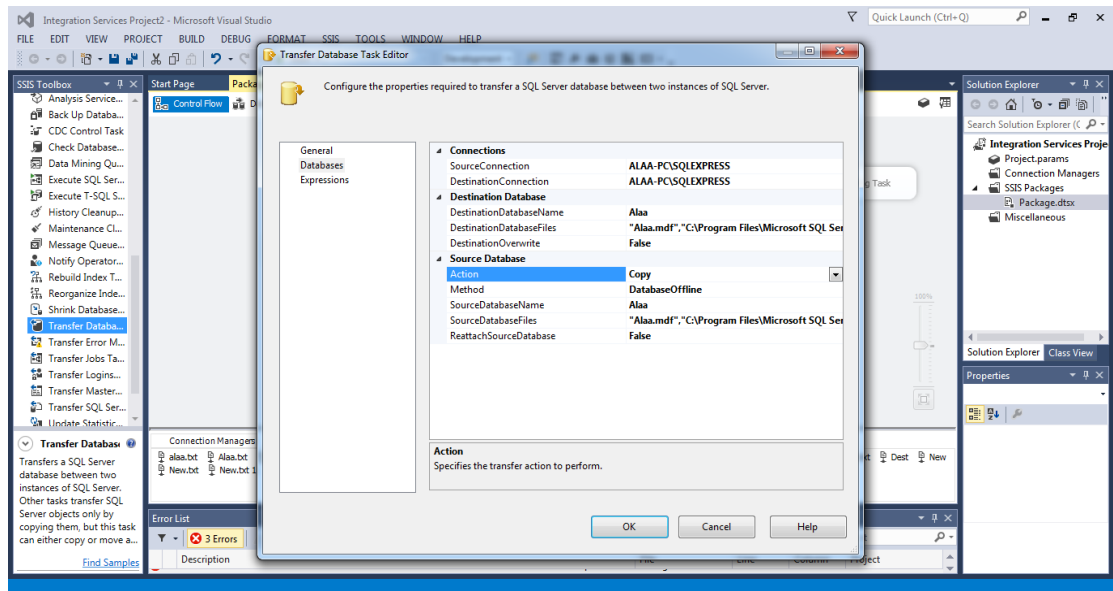 Integration Services Project2 - Microsoft Visual Studio
Quick Launch (Ctrl+Q)
FILE EDIT VIEW PROJECT BUILD DEBUG FORMAT SSIS TOOLS WINDOW HELP
Transfer Database Task Editor
SSIS Toolbox
Analysis Service...
Back Up Databa...
CDC Control Task
Check Database...
Data Mining Qu...
Execute SQL Ser...
Execute T-SQL S...
History Cleanup...
Maintenance Cl...
Message Queue...
Notify Operator...
Rebuild Index T...
Reorganize Inde...
Shrink Database...
Transfer Databa...
Transfer Error M...
Transfer Jobs Ta...
Transfer Logins...
Transfer Master...
Transfer SQL Ser...
Update Statistic...
Transfer Databas
Transfers a SQL Server
database between two
instances of SQL Server.
Other tasks transfer SQL
Server objects only by
copying them, but this task
can either copy or move a...
Find Samples
Start Page Packa
Control Flow D
Configure the properties required to transfer a SQL Server database between two instances of SQL Server.
General
Databases
Expressions
Connections
SourceConnection ALAA-PC\SQLEXPRESS
DestinationConnection ALAA-PC\SQLEXPRESS
Destination Database
DestinationDatabaseName Alaa
DestinationDatabaseFiles "Alaa.mdf","C:\Program Files\Microsoft SQL Ser
DestinationOverwrite False
Source Database
Action Copy
Method DatabaseOffline
SourceDatabaseName Alaa
SourceDatabaseFiles "Alaa.mdf","C:\Program Files\Microsoft SQL Ser
ReattachSourceDatabase False
Action
Specifies the transfer action to perform.
OK Cancel Help
g Task
100%
Connection Managers
alaa.txt Alaa.txt
New.txt New.txt 1
xt Dest New
Error List
3 Errors
Description File Line Column Project
Solution Explorer
Search Solution Explorer (C
Integration Services Proje
Project.params
Connection Managers
SSIS Packages
Package.dtsx
Miscellaneous
Solution Explorer Class View
Properties